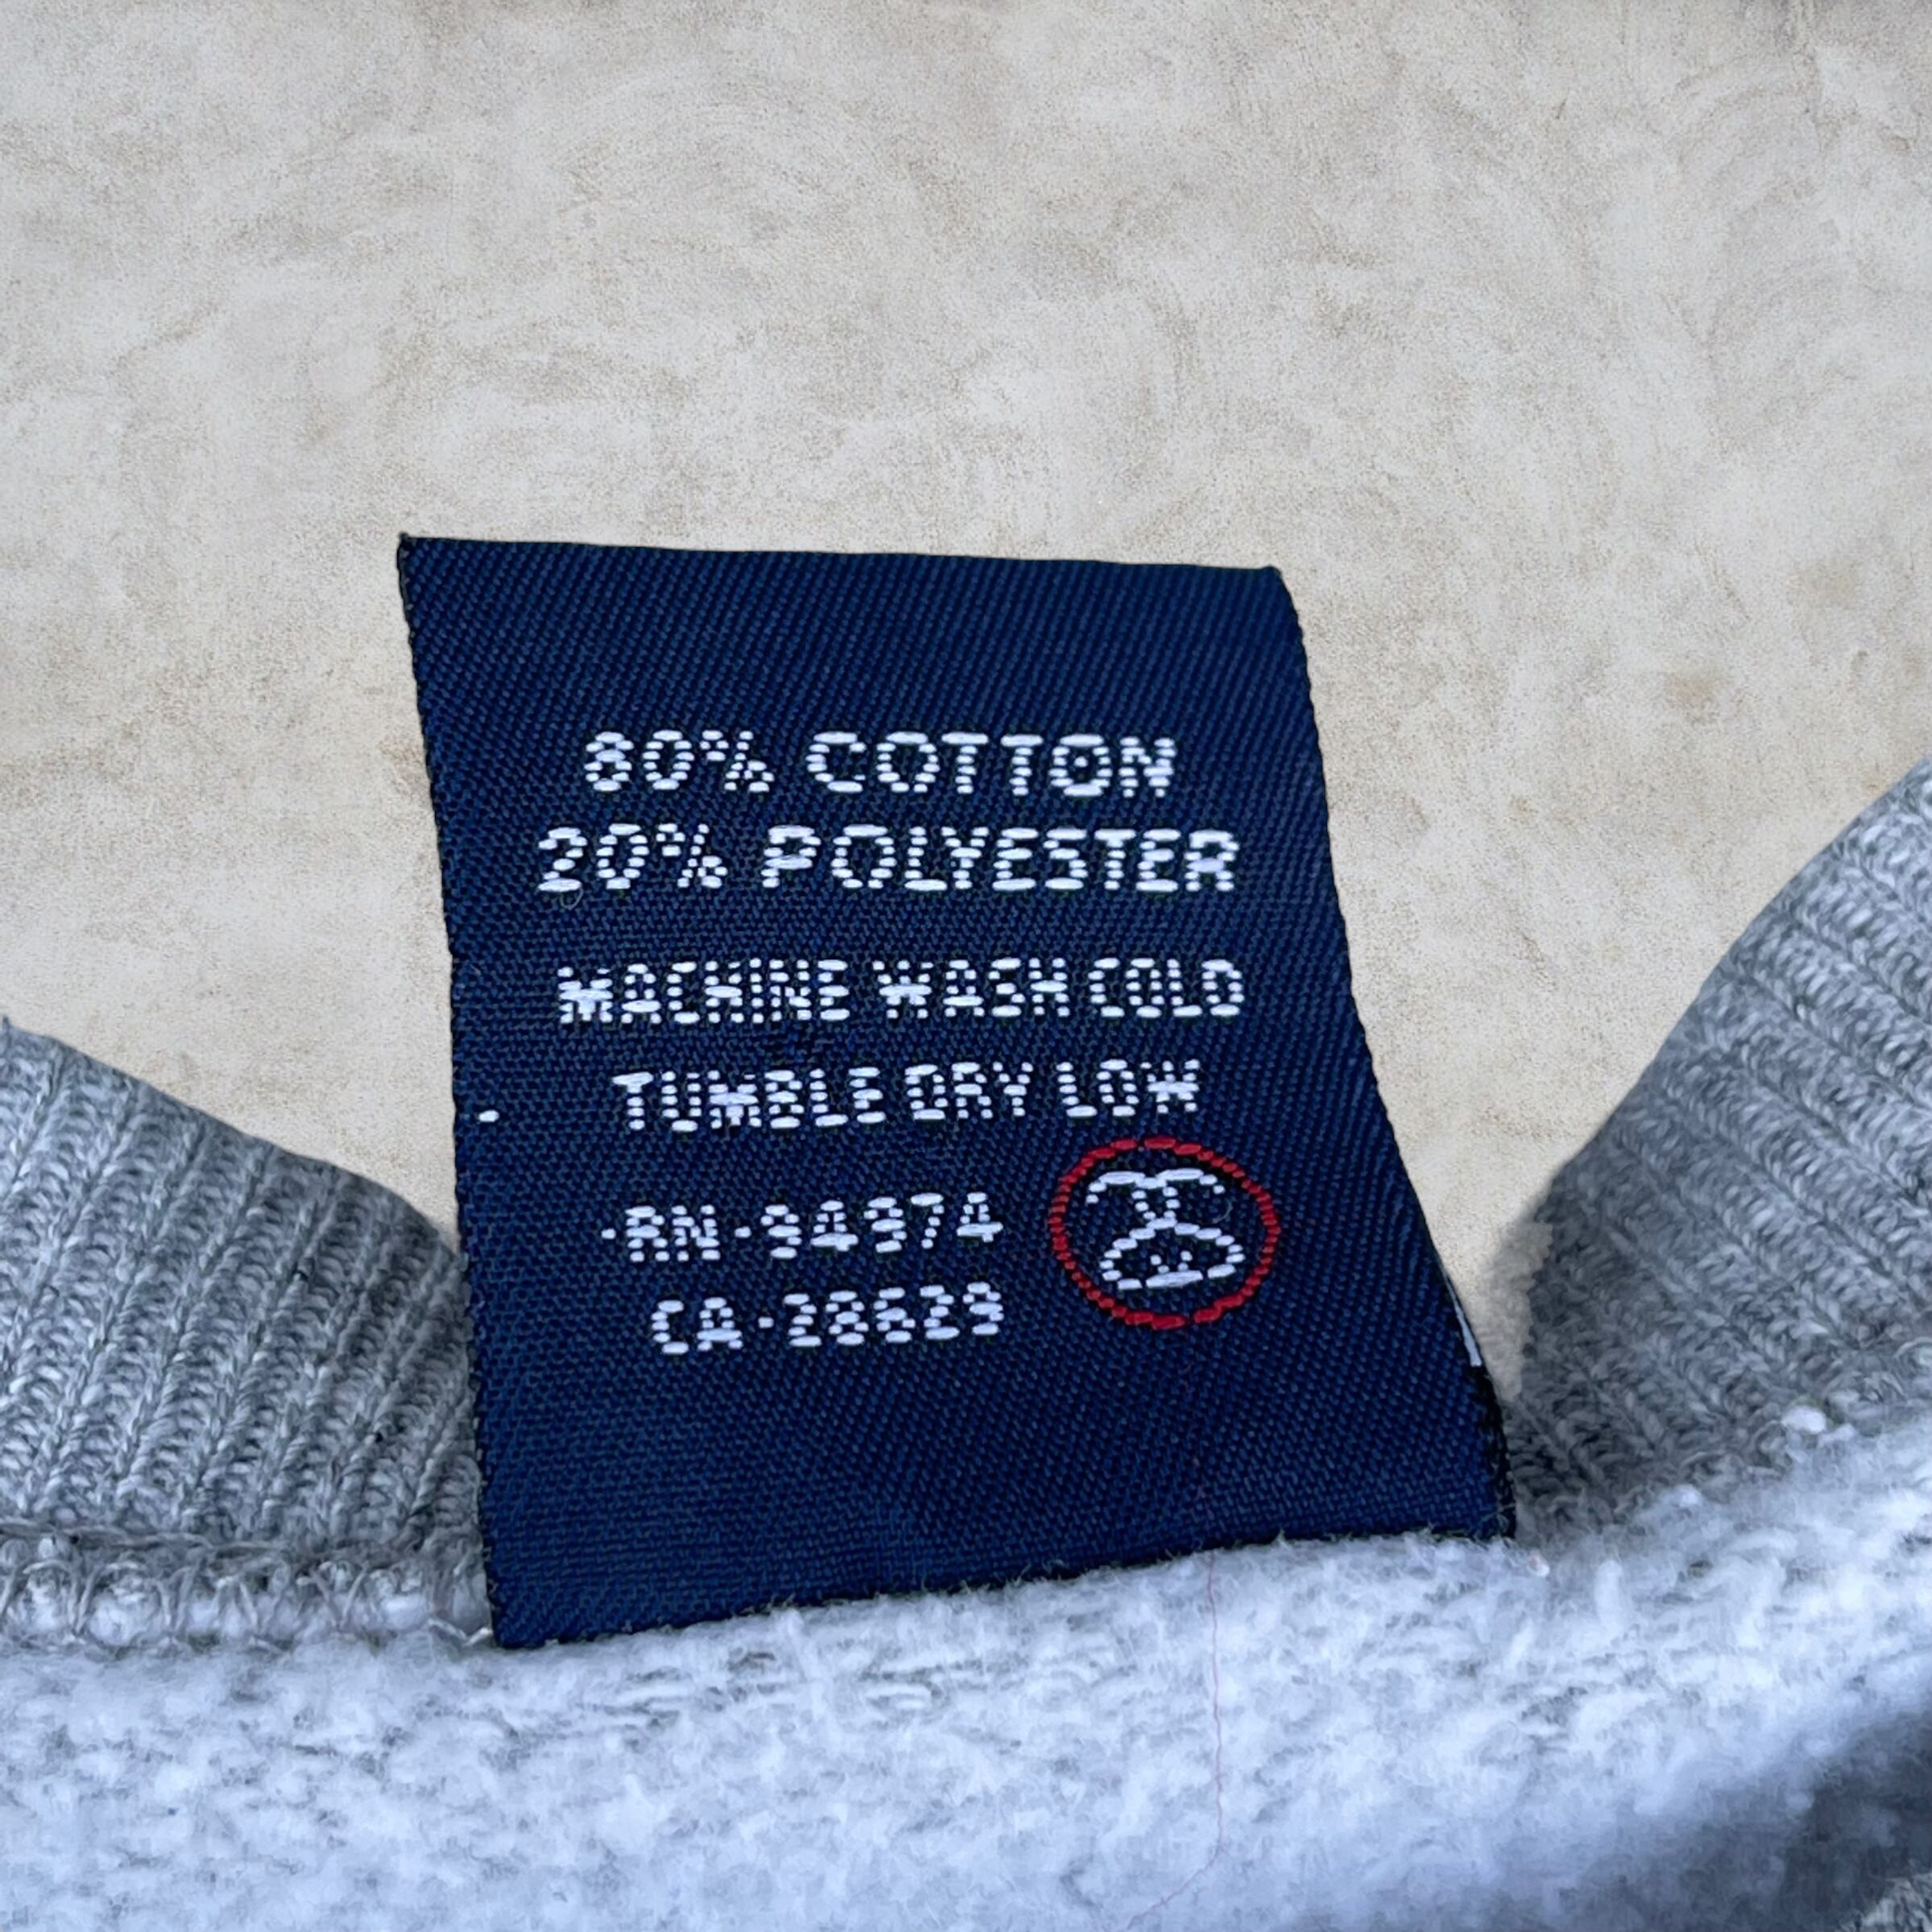 80% COTTON
20% POLYESTER
MACHINE WASH COLD
TUMBLE DRY LOW
·RN·94974
CA·28629